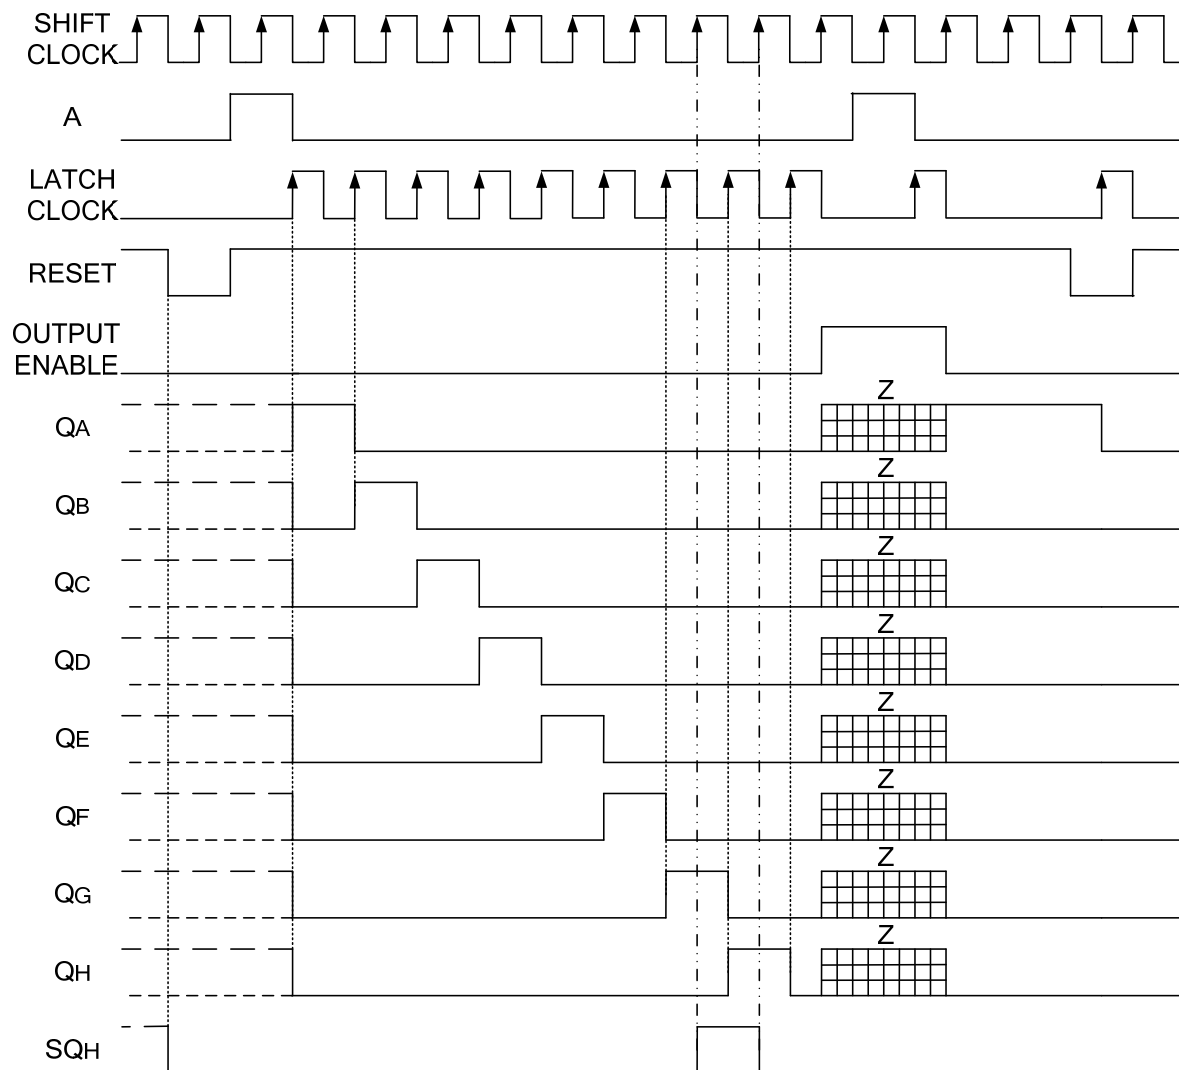 SHIFT
CLOCK
A
LATCH
CLOCK
RESET
OUTPUT
ENABLE
Z
QA
Z
QB
Z
QC
Z
QD
Z
QE
Z
QF
Z
QG
Z
QH
SQH